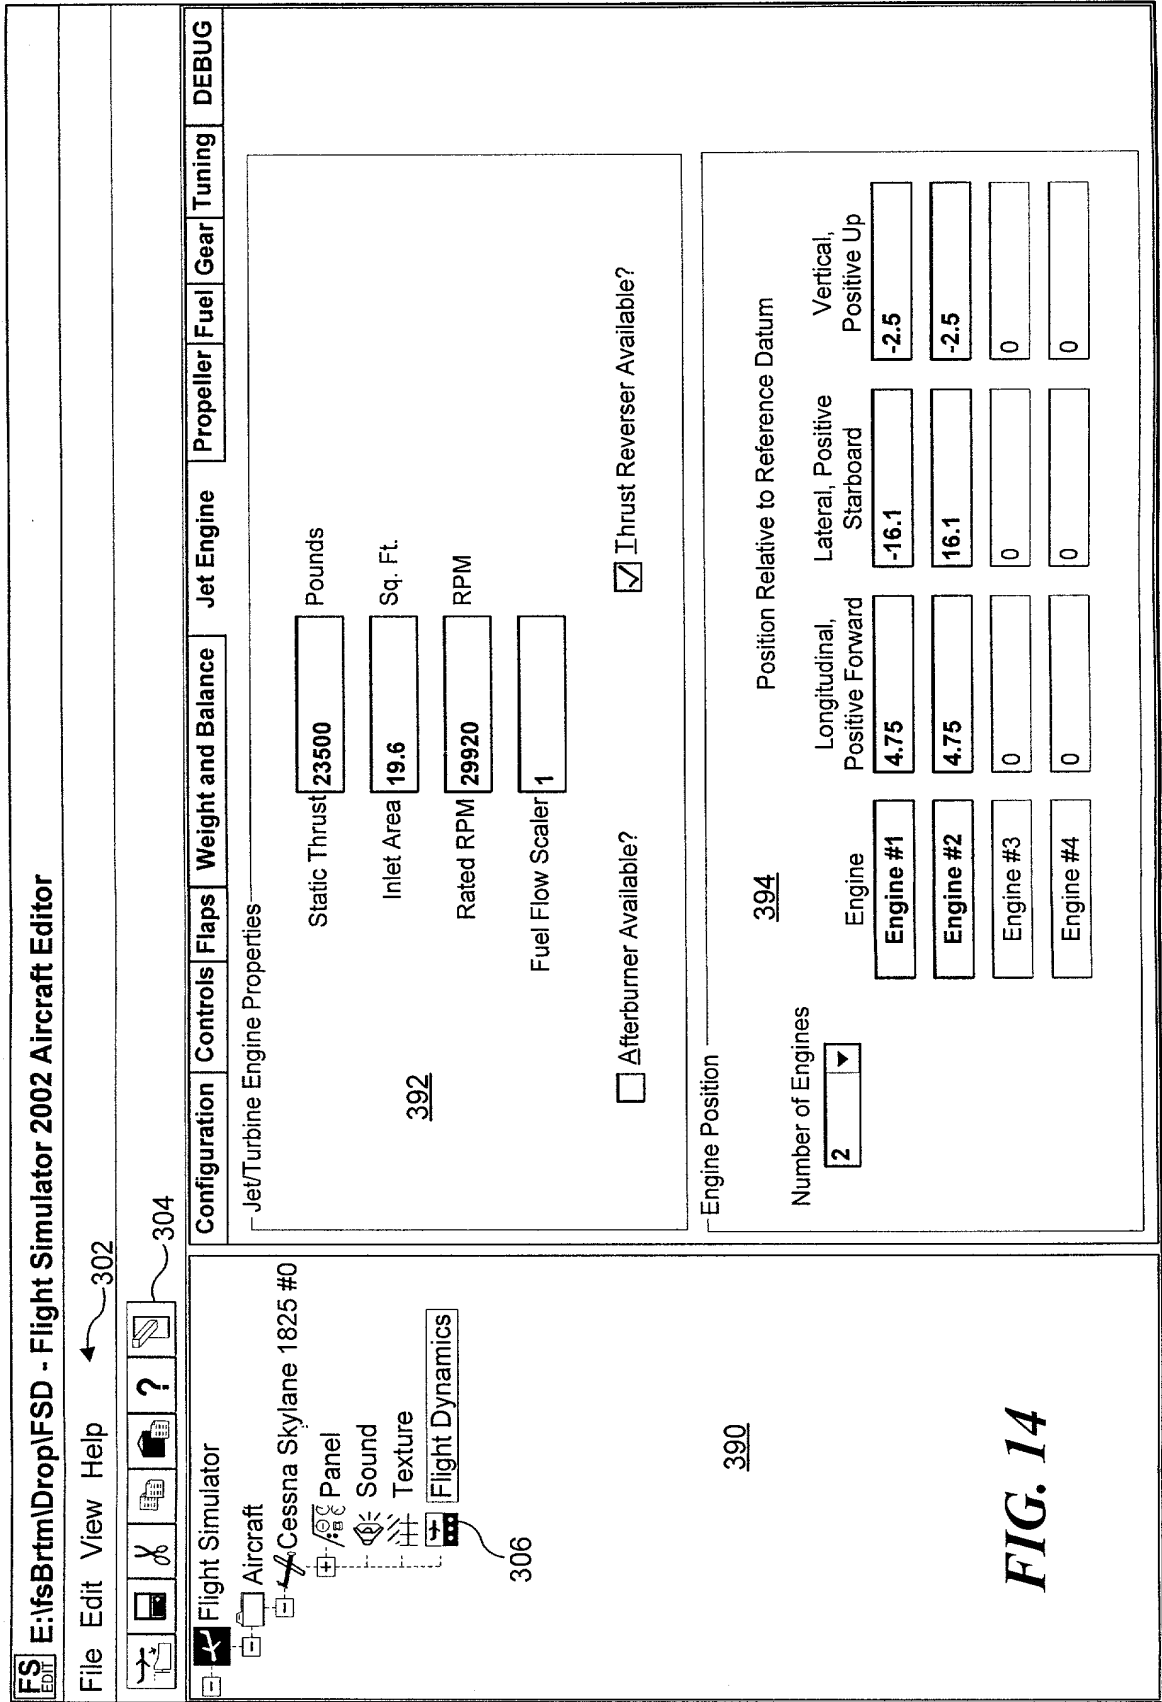 FS EDIT E:\fsBrtm\Drop\FSD - Flight Simulator 2002 Aircraft Editor
File Edit View Help
302
?
304
Flight Simulator
Aircraft
Cessna Skylane 1825 #0
Panel
Sound
Texture
Flight Dynamics
306
390
Configuration Controls Flaps Weight and Balance Jet Engine Propeller Fuel Gear Tuning DEBUG
Jet/Turbine Engine Properties
392
Static Thrust 23500 Pounds
Inlet Area 19.6 Sq. Ft.
Rated RPM 29920 RPM
Fuel Flow Scaler 1
Afterburner Available?
Thrust Reverser Available?
Engine Position
394
Position Relative to Reference Datum
Number of Engines
2
Engine
Longitudinal,
Positive Forward
Lateral, Positive
Starboard
Vertical,
Positive Up
Engine #1 4.75 -16.1 -2.5
Engine #2 4.75 16.1 -2.5
Engine #3 0 0 0
Engine #4 0 0 0
FIG. 14